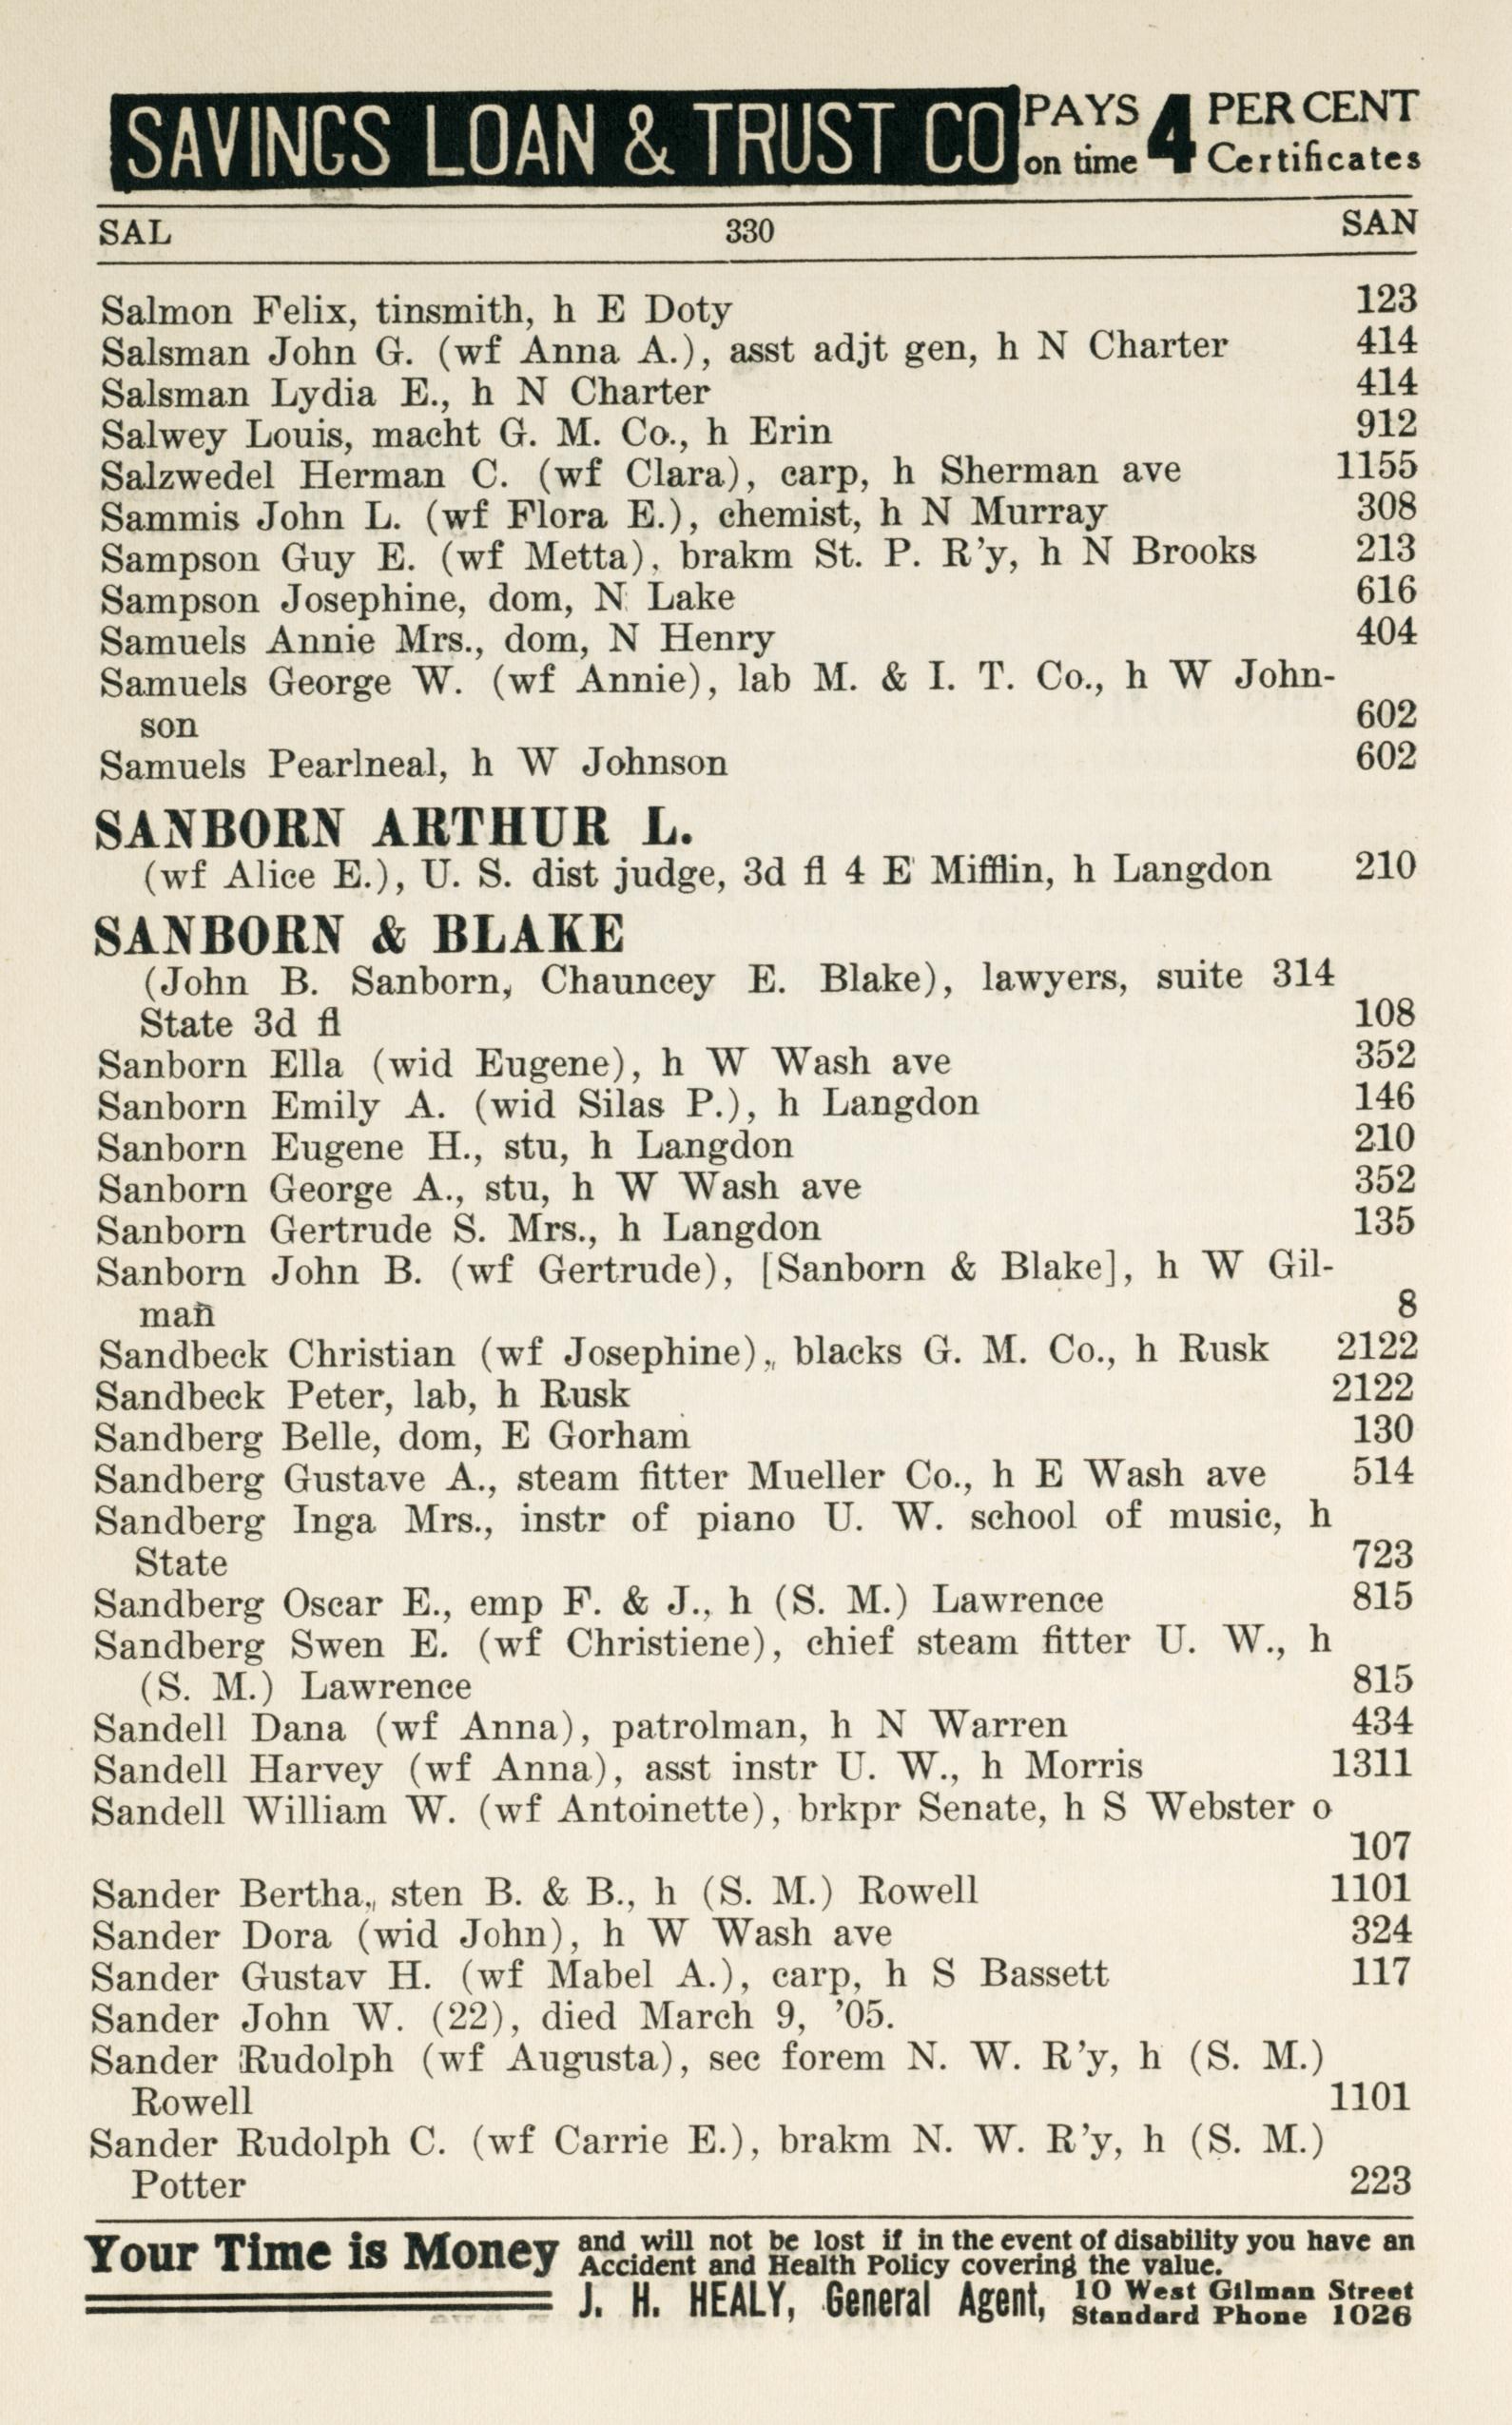 SAVINGS LOAN & TRUST CO PAYS on time 4 PER CENT Certificates
SAL 330 SAN
Salmon Felix, tinsmith, h E Doty 123
Salsman John G. (wf Anna A.), asst adjt gen, h N Charter 414
Salsman Lydia E., h N Charter 414
Salwey Louis, macht G. M. Co., h Erin 912
Salzwedel Herman C. (wf Clara), carp, h Sherman ave 1155
Sammis John L. (wf Flora E.), chemist, h N Murray 308
Sampson Guy E. (wf Metta), brakm St. P. R'y, h N Brooks 213
Sampson Josephine, dom, N Lake 616
Samuels Annie Mrs., dom, N Henry 404
Samuels George W. (wf Annie), lab M. & I. T. Co., h W John-
son 602
Samuels Pearlneal, h W Johnson 602
SANBORN ARTHUR L.
(wf Alice E.), U. S. dist judge, 3d fl 4 E Mifflin, h Langdon 210
SANBORN & BLAKE
(John B. Sanborn, Chauncey E. Blake), lawyers, suite 314
State 3d fl 108
Sanborn Ella (wid Eugene), h W Wash ave 352
Sanborn Emily A. (wid Silas P.), h Langdon 146
Sanborn Eugene H., stu, h Langdon 210
Sanborn George A., stu, h W Wash ave 352
Sanborn Gertrude S. Mrs., h Langdon 135
Sanborn John B. (wf Gertrude), [Sanborn & Blake], h W Gil-
man 8
Sandbeck Christian (wf Josephine), blacks G. M. Co., h Rusk 2122
Sandbeck Peter, lab, h Rusk 2122
Sandberg Belle, dom, E Gorham 130
Sandberg Gustave A., steam fitter Mueller Co., h E Wash ave 514
Sandberg Inga Mrs., instr of piano U. W. school of music, h
State 723
Sandberg Oscar E., emp F. & J., h (S. M.) Lawrence 815
Sandberg Swen E. (wf Christiene), chief steam fitter U. W., h
(S. M.) Lawrence 815
Sandell Dana (wf Anna), patrolman, h N Warren 434
Sandell Harvey (wf Anna), asst instr U. W., h Morris 1311
Sandell William W. (wf Antoinette), brkpr Senate, h S Webster o
107
Sander Bertha, sten B. & B., h (S. M.) Rowell 1101
Sander Dora (wid John), h W Wash ave 324
Sander Gustav H. (wf Mabel A.), carp, h S Bassett 117
Sander John W. (22), died March 9, '05.
Sander Rudolph (wf Augusta), sec forem N. W. R'y, h (S. M.)
Rowell 1101
Sander Rudolph C. (wf Carrie E.), brakm N. W. R'y, h (S. M.)
Potter 223
Your Time is Money and will not be lost if in the event of disability you have an
Accident and Health Policy covering the value.
J. H. HEALY, General Agent, 10 West Gilman Street
Standard Phone 1026